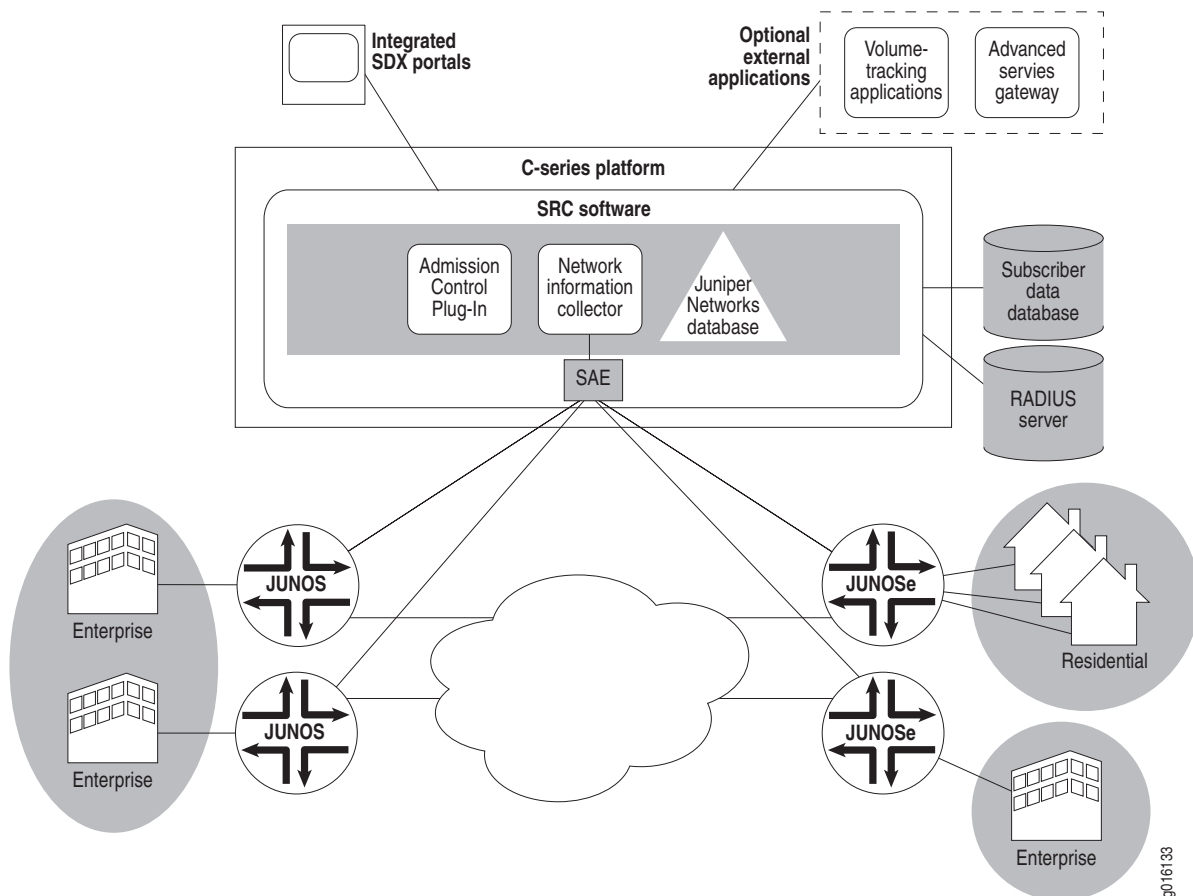 Integrated
SDX portals
Optional
external
applications
Volume-
tracking
applications
Advanced
servies
gateway
C-series platform
SRC software
Admission
Control
Plug-In
Network
information
collector
Juniper
Networks
database
SAE
Subscriber
data
database
RADIUS
server
JUNOS
JUNOSe
Enterprise
Residential
JUNOS
JUNOSe
Enterprise
Enterprise
g016133